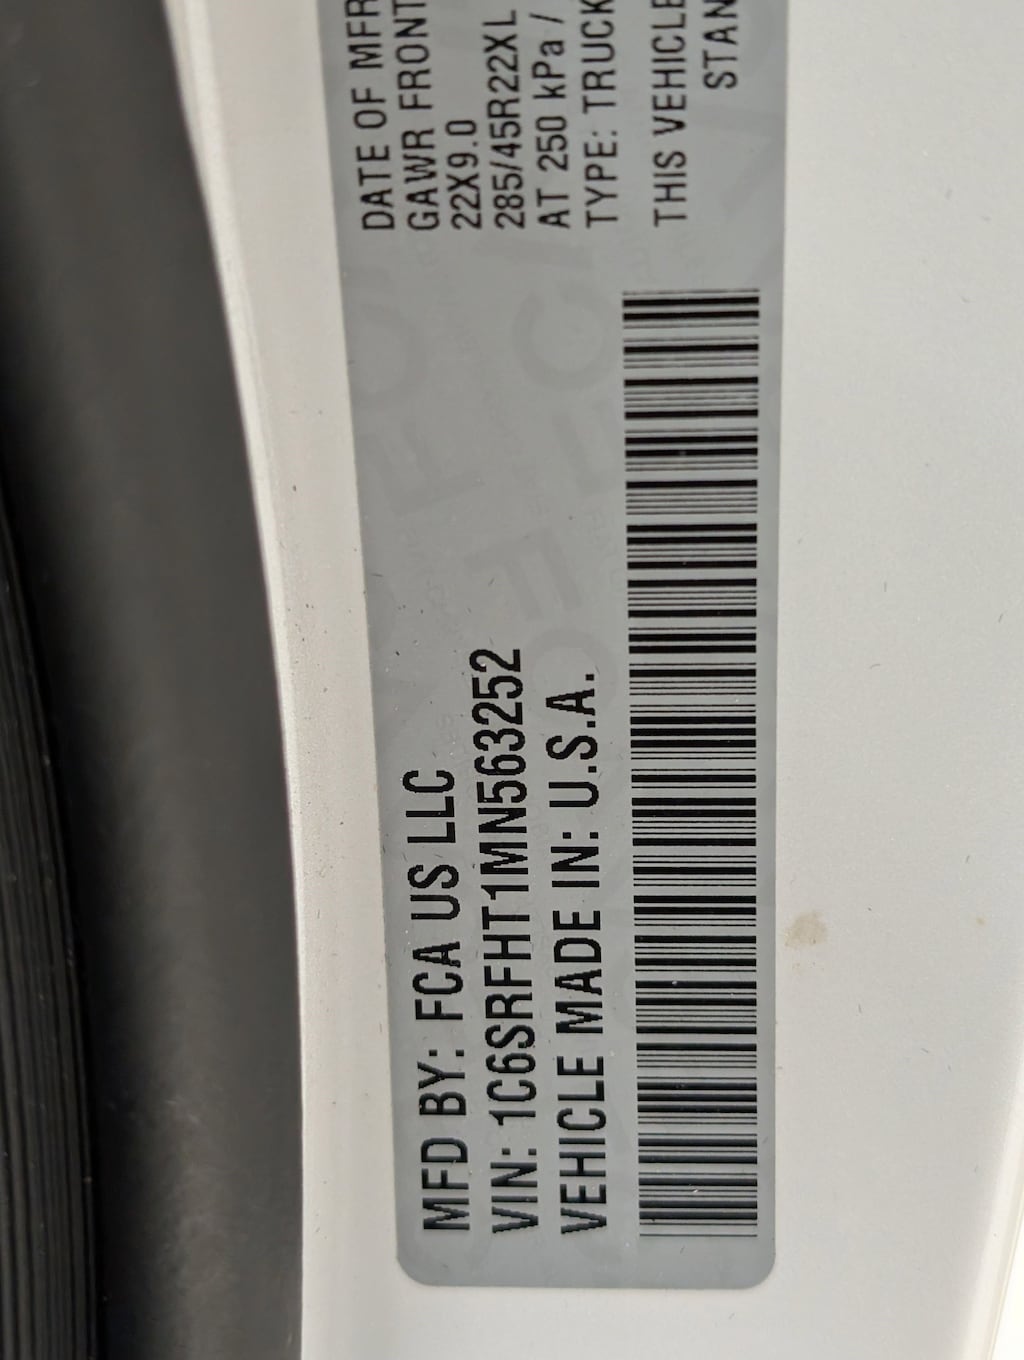 MFD BY: FCA US LLC
VIN: 1C6SRFHT1MN563252
VEHICLE MADE IN: U.S.A.
DATE OF MFR
GAWR FRONT
22X9.0
285/45R22XL
AT 250 kPa /
TYPE: TRUCK
THIS VEHICLE
STAN